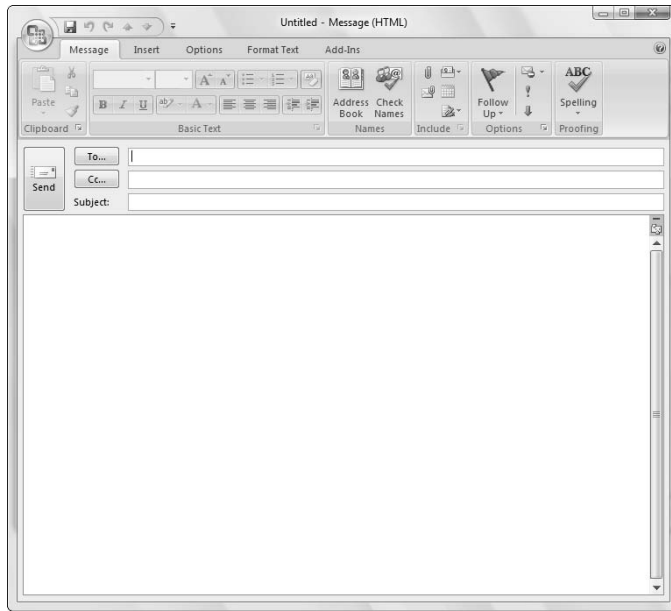 Untitled - Message (HTML)
Message Insert Options Format Text Add-Ins
Paste
B I U ab A A A
Address Book
Check Names
Follow Up
ABC
Spelling
Clipboard Basic Text Names Include Options Proofing
To...
Send
Cc...
Subject: